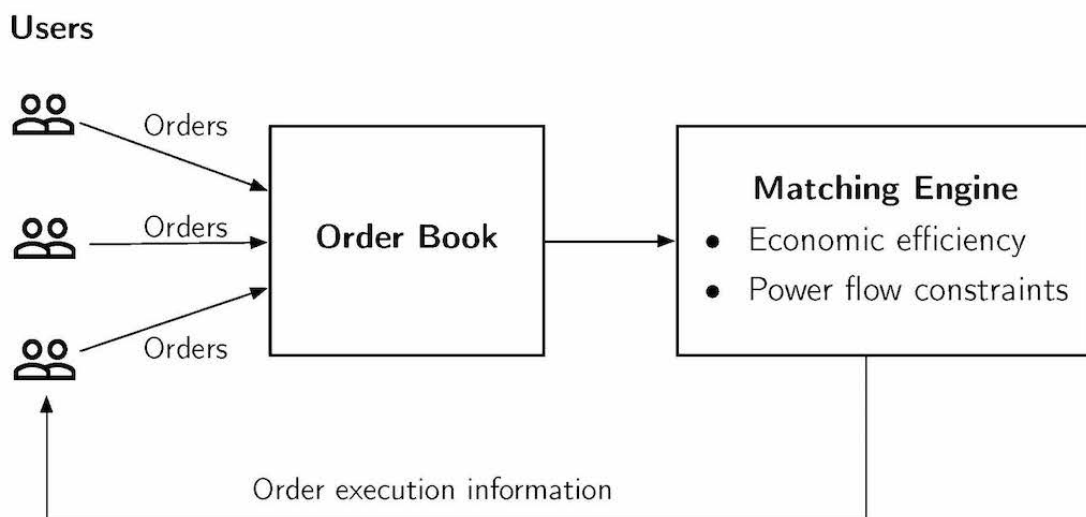 Users
Orders
Orders
Orders
Order Book
Matching Engine
● Economic efficiency
● Power flow constraints
Order execution information